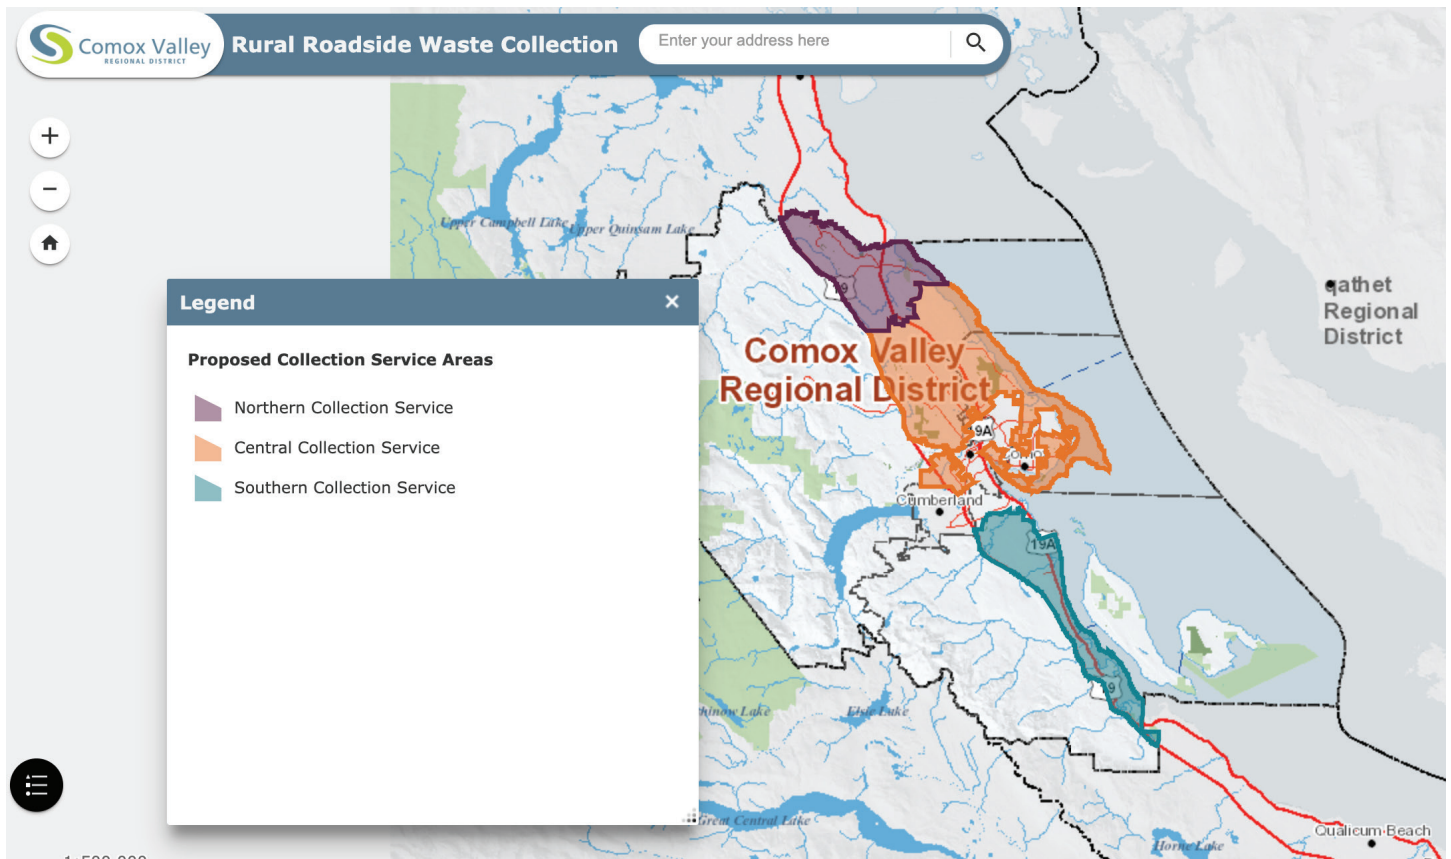 Comox Valley
REGIONAL DISTRICT
Rural Roadside Waste Collection
Enter your address here
Upper Campbell Lake
Upper Quinsam Lake
Legend
Proposed Collection Service Areas
Northern Collection Service
Central Collection Service
Southern Collection Service
19
Comox Valley
Regional District
qathet
Regional
District
9A
Cumberland
19A
9
Elsie Lake
Great Central Lake
Qualicum Beach
Horne Lake